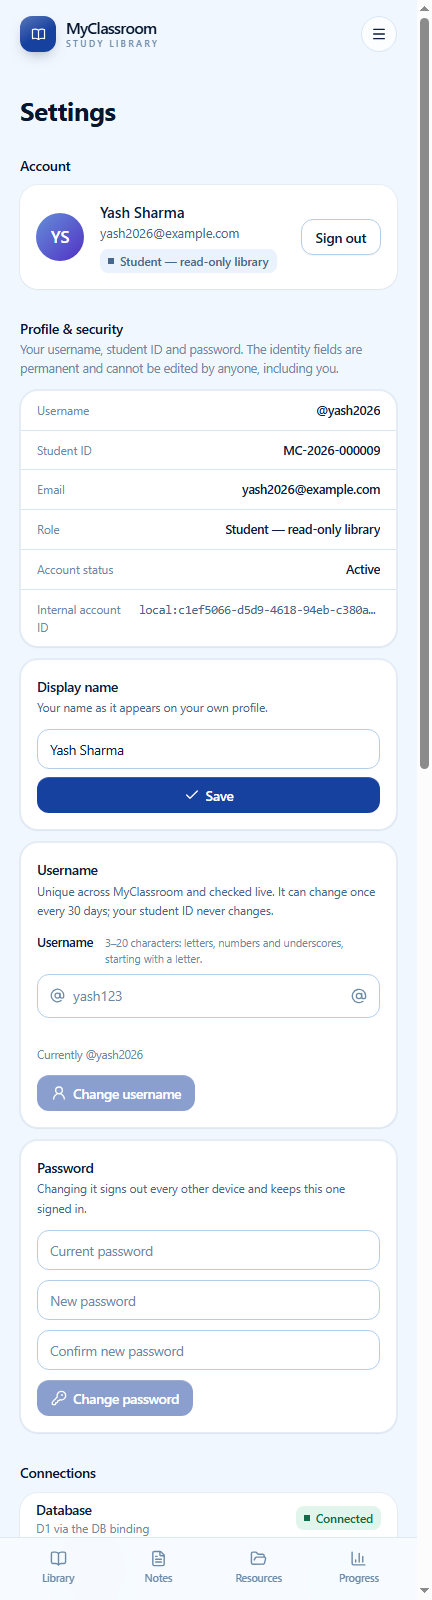 MyClassroom
STUDY LIBRARY
Settings
Account
YS
Yash Sharma
yash2026@example.com
Student — read-only library
Sign out
Profile & security
Your username, student ID and password. The identity fields are
permanent and cannot be edited by anyone, including you.
Username @yash2026
Student ID MC-2026-000009
Email yash2026@example.com
Role Student — read-only library
Account status Active
Internal account local:c1ef5066-d5d9-4618-94eb-c380a…
ID
Display name
Your name as it appears on your own profile.
Yash Sharma
Save
Username
Unique across MyClassroom and checked live. It can change once
every 30 days; your student ID never changes.
Username 3–20 characters: letters, numbers and underscores,
starting with a letter.
@ yash123 @
Currently @yash2026
Change username
Password
Changing it signs out every other device and keeps this one
signed in.
Current password
New password
Confirm new password
Change password
Connections
Database
D1 via the DB binding
Connected
Library Notes Resources Progress